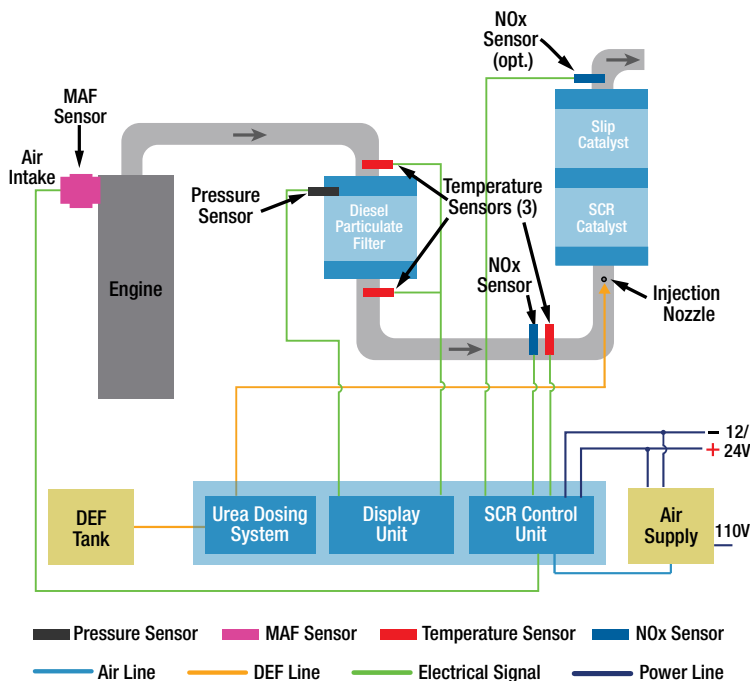 NOx
Sensor
(opt.)
MAF
Sensor
Air
Intake
Pressure
Sensor
Temperature
Sensors (3)
Diesel
Particulate
Filter
Slip
Catalyst
SCR
Catalyst
Engine
NOx
Sensor
Injection
Nozzle
- 12/
+ 24V
DEF
Tank
Urea Dosing
System
Display
Unit
SCR Control
Unit
Air
Supply
110V
Pressure Sensor
MAF Sensor
Temperature Sensor
NOx Sensor
Air Line
DEF Line
Electrical Signal
Power Line